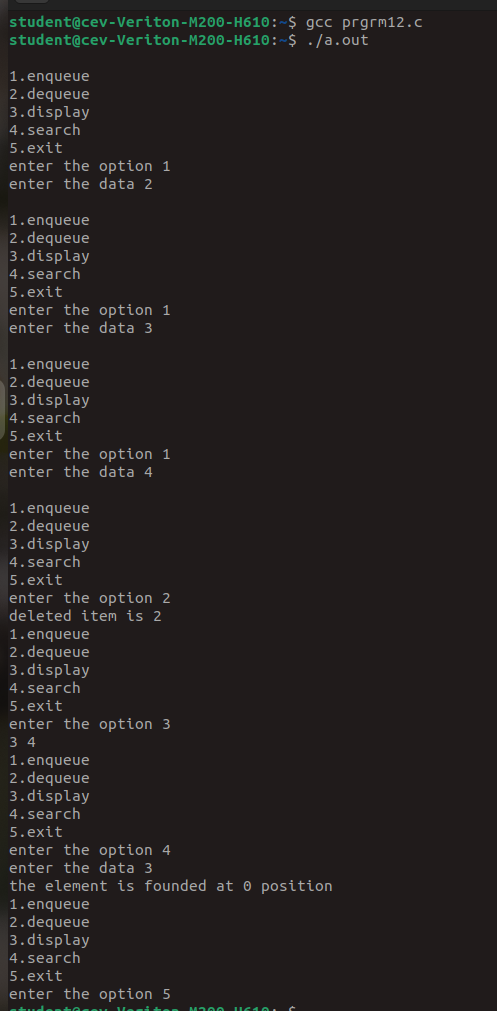 student@cev-Veriton-M200-H610:~$ gcc prgrm12.c
student@cev-Veriton-M200-H610:~$ ./a.out
1.enqueue
2.dequeue
3.display
4.search
5.exit
enter the option 1
enter the data 2
1.enqueue
2.dequeue
3.display
4.search
5.exit
enter the option 1
enter the data 3
1.enqueue
2.dequeue
3.display
4.search
5.exit
enter the option 1
enter the data 4
1.enqueue
2.dequeue
3.display
4.search
5.exit
enter the option 2
deleted item is 2
1.enqueue
2.dequeue
3.display
4.search
5.exit
enter the option 3
3 4
1.enqueue
2.dequeue
3.display
4.search
5.exit
enter the option 4
enter the data 3
the element is founded at 0 position
1.enqueue
2.dequeue
3.display
4.search
5.exit
enter the option 5
student@cev-Veriton-M200-H610:~$